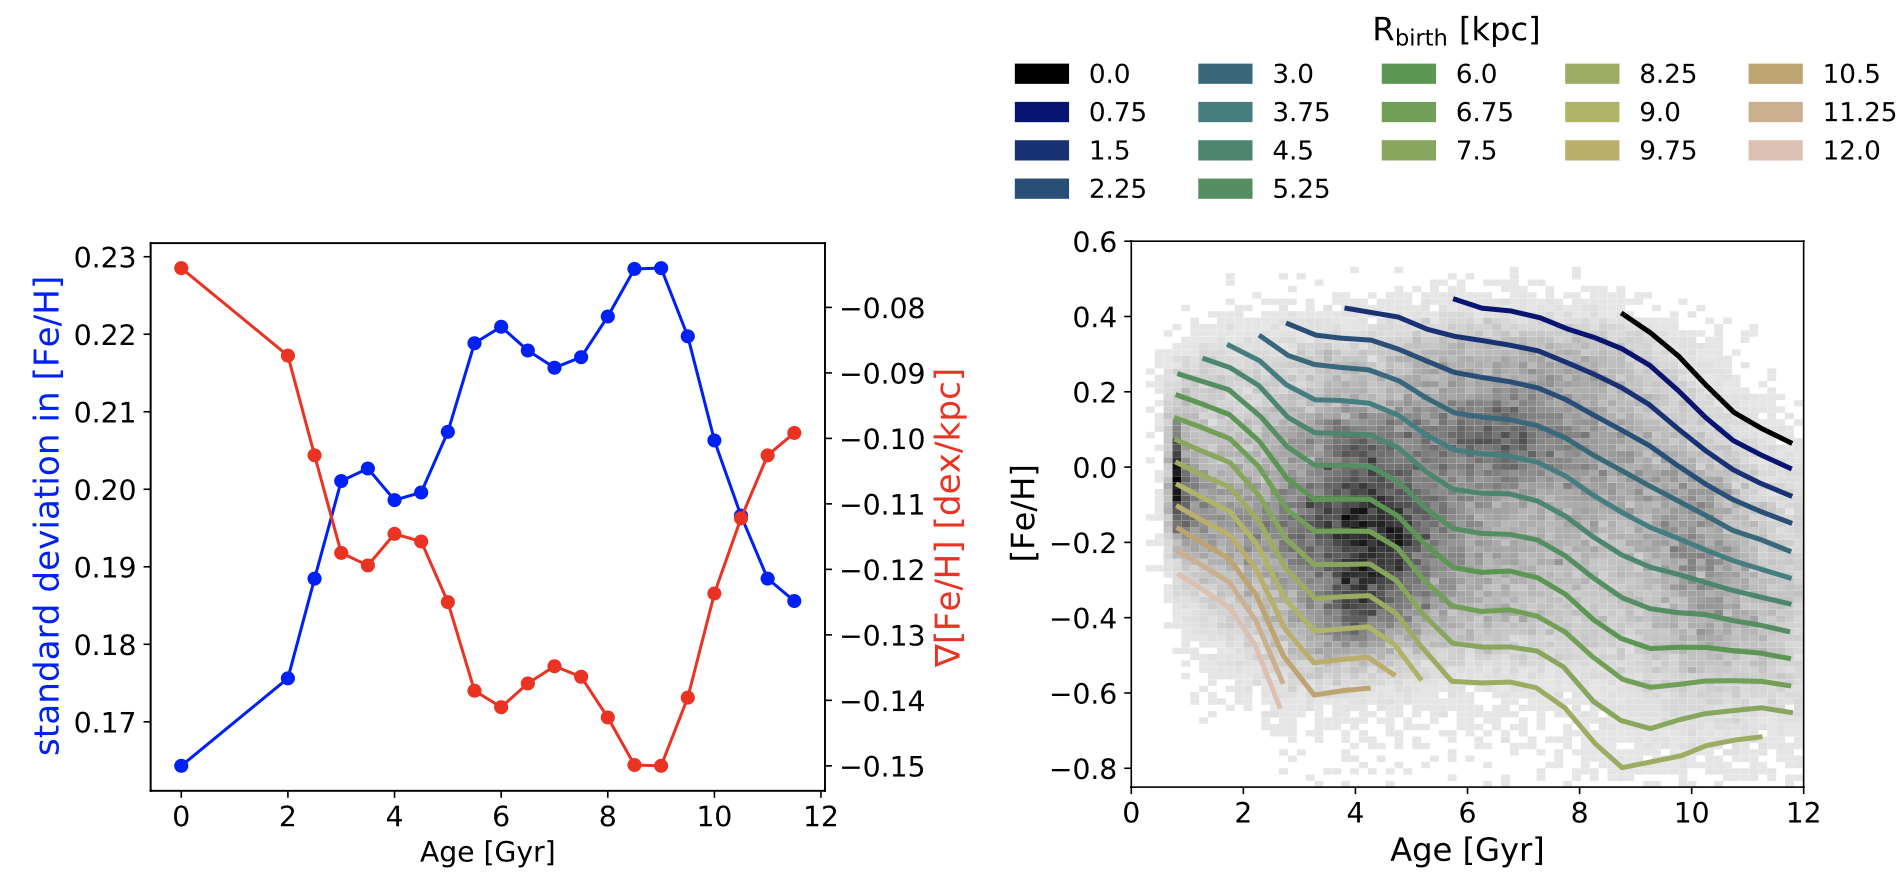 R_birth [kpc]
0.0 3.0 6.0 8.25 10.5
0.75 3.75 6.75 9.0 11.25
1.5 4.5 7.5 9.75 12.0
2.25 5.25
standard deviation in [Fe/H]
0.23
0.22
0.21
0.20
0.19
0.18
0.17
0 2 4 6 8 10 12
Age [Gyr]
−0.08
−0.09
−0.10
−0.11
−0.12
−0.13
−0.14
−0.15
∇[Fe/H] [dex/kpc]
[Fe/H]
0.6
0.4
0.2
0.0
−0.2
−0.4
−0.6
−0.8
0 2 4 6 8 10 12
Age [Gyr]